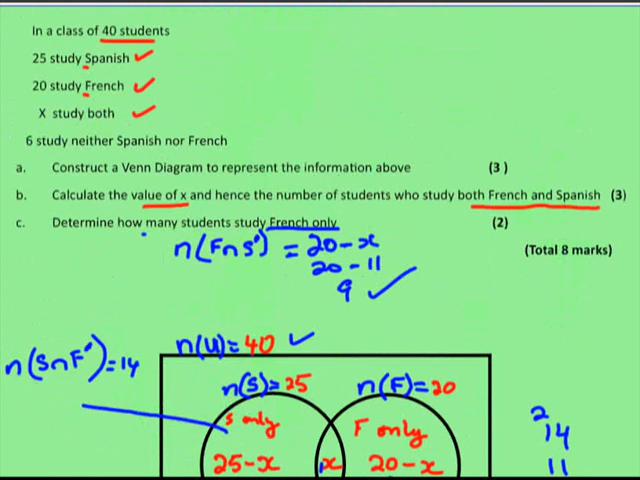 In a class of 40 students
25 study Spanish
20 study French
X study both
6 study neither Spanish nor French
a. Construct a Venn Diagram to represent the information above (3 )
b. Calculate the value of x and hence the number of students who study both French and Spanish (3)
c. Determine how many students study French only (2)
(Total 8 marks)
n(F∩S') = 20-x
20-11
9
n(S∩F')=14
n(U)=40
n(S)=25 n(F)=20
S only F only
25-x x 20-x
2
14
11